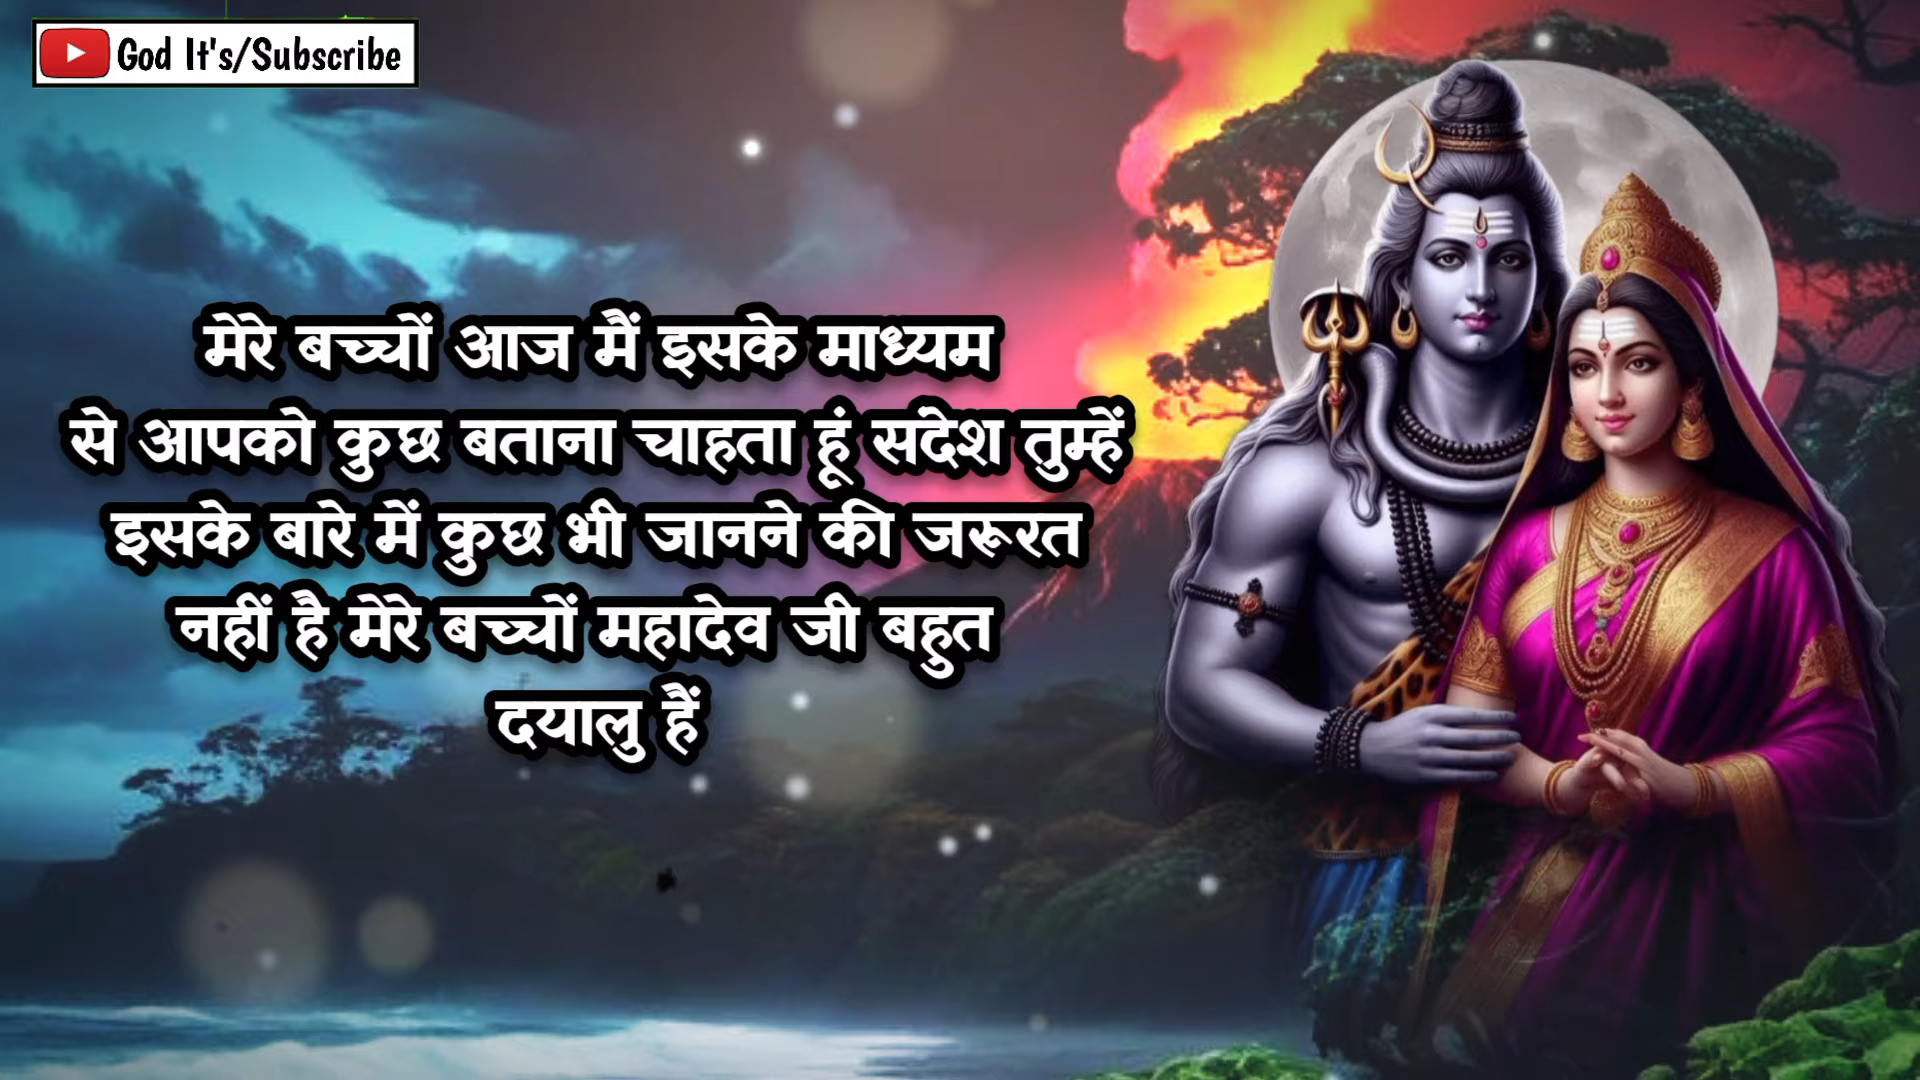 God It's/Subscribe
मेरे बच्चों आज मैं इसके माध्यम
से आपको कुछ बताना चाहता हूं संदेश तुम्हें
इसके बारे में कुछ भी जानने की जरूरत
नहीं है मेरे बच्चों महादेव जी बहुत
दयालु हैं